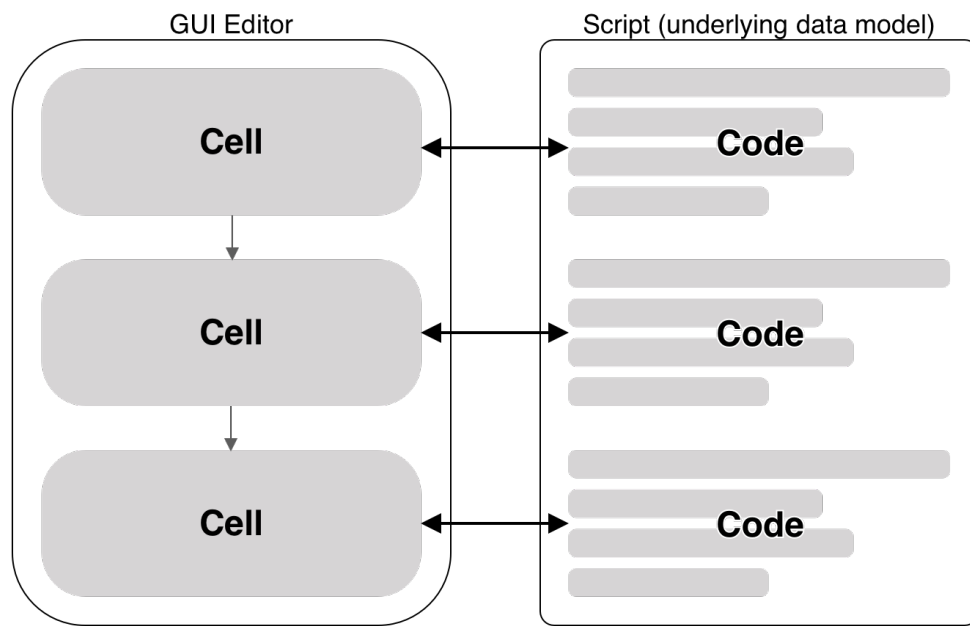 GUI Editor
Script (underlying data model)
Cell
Code
Cell
Code
Cell
Code